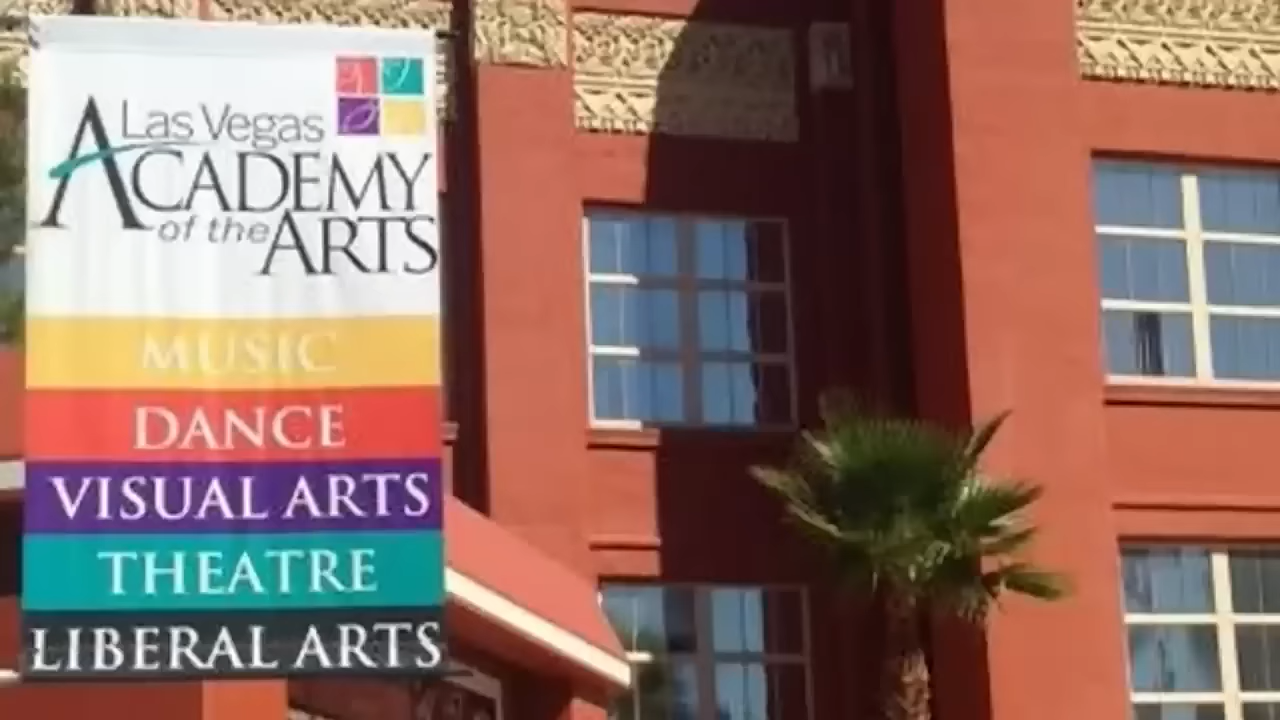 Las Vegas
ACADEMY
of the ARTS
MUSIC
DANCE
VISUAL ARTS
THEATRE
LIBERAL ARTS